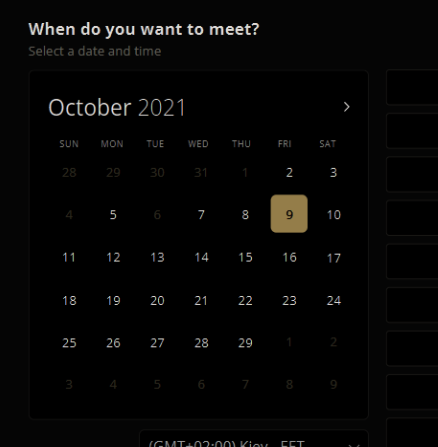 When do you want to meet?
Select a date and time
October 2021
SUN MON TUE WED THU FRI SAT
28 29 30 31 1 2 3
4 5 6 7 8 9 10
11 12 13 14 15 16 17
18 19 20 21 22 23 24
25 26 27 28 29 1 2
3 4 5 6 7 8 9
(GMT+02:00) Kiev EET